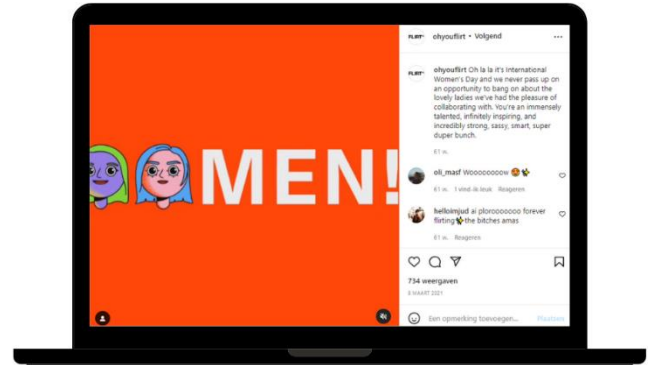 MEN!
FLIRT
ohyouflirt • Volgend
FLIRT
ohyouflirt Oh la la it's International
Women's Day and we never pass up on
an opportunity to bang on about the
lovely ladies we've had the pleasure of
collaborating with. You're an immensely
talented, infinitely inspiring, and
incredibly strong, sassy, smart, super
duper bunch.
61 w.
oli_masf Woooooooow
61 w. 1 vind-ik-leuk Reageren
helloimjud ai plorooooooo forever
flirting the bitches amas
61 w. Reageren
734 weergaven
8 MAART 2021
Een opmerking toevoegen...
Plaatsen